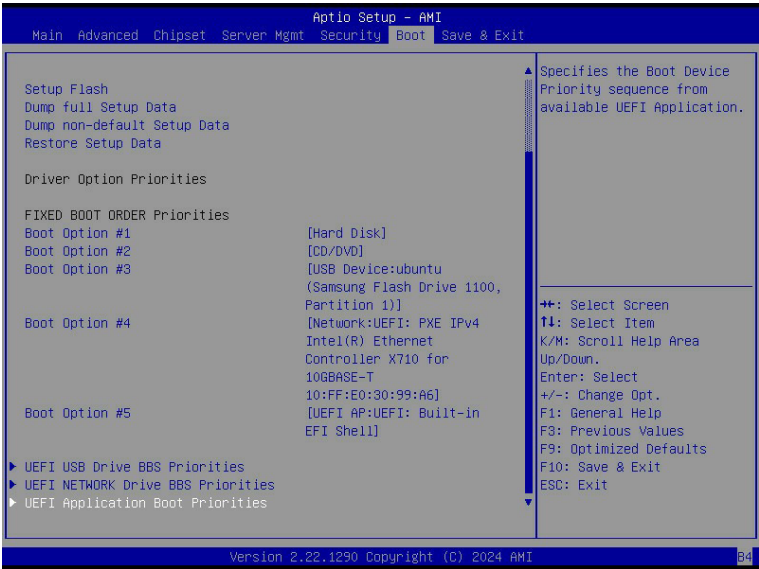 Aptio Setup - AMI
Main Advanced Chipset Server Mgmt Security Boot Save & Exit
Setup Flash
Dump full Setup Data
Dump non-default Setup Data
Restore Setup Data
Driver Option Priorities
FIXED BOOT ORDER Priorities
Boot Option #1 [Hard Disk]
Boot Option #2 [CD/DVD]
Boot Option #3 [USB Device:ubuntu
(Samsung Flash Drive 1100,
Partition 1)]
Boot Option #4 [Network:UEFI: PXE IPv4
Intel(R) Ethernet
Controller X710 for
10GBASE-T
10:FF:E0:30:99:A6]
Boot Option #5 [UEFI AP:UEFI: Built-in
EFI Shell]
UEFI USB Drive BBS Priorities
UEFI NETWORK Drive BBS Priorities
UEFI Application Boot Priorities
Specifies the Boot Device
Priority sequence from
available UEFI Application.
→←: Select Screen
↑↓: Select Item
K/M: Scroll Help Area
Up/Down.
Enter: Select
+/-: Change Opt.
F1: General Help
F3: Previous Values
F9: Optimized Defaults
F10: Save & Exit
ESC: Exit
Version 2.22.1290 Copyright (C) 2024 AMI
B4